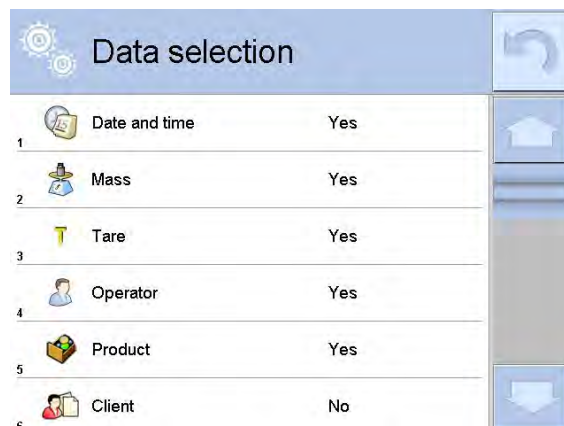 Data selection
Date and time Yes
1
Mass Yes
2
Tare Yes
3
Operator Yes
4
Product Yes
5
Client No
6